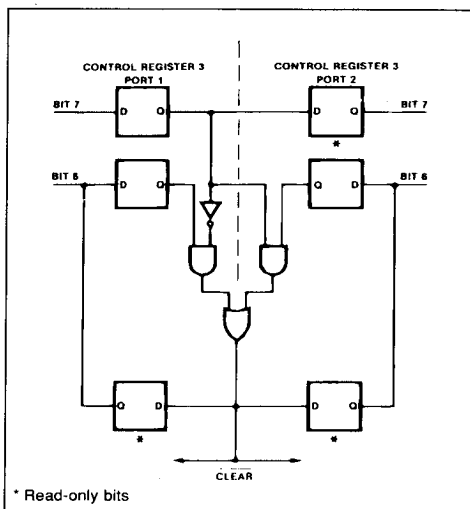 CONTROL REGISTER 3
PORT 1
CONTROL REGISTER 3
PORT 2
BIT 7
D Q
D Q
BIT 7
*
BIT 6
D Q
Q D
BIT 6
Q D
D Q
*
*
CLEAR
* Read-only bits